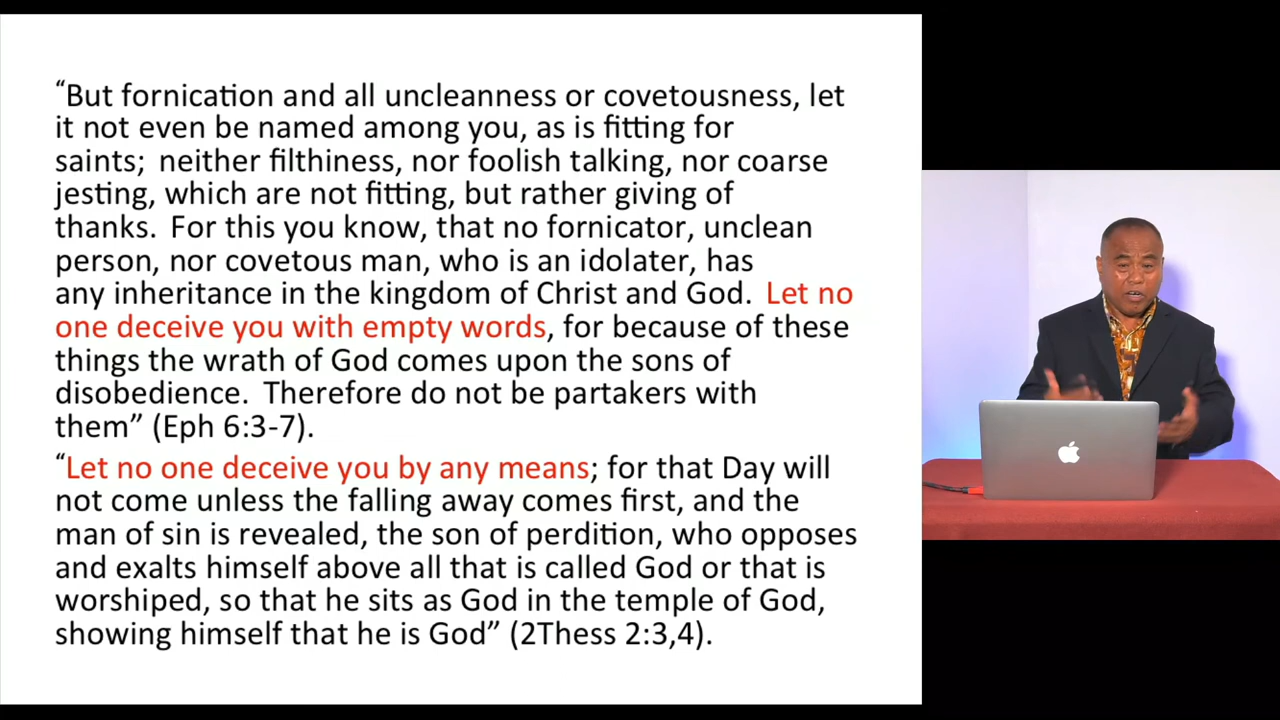 “But fornication and all uncleanness or covetousness, let
it not even be named among you, as is fitting for
saints;  neither filthiness, nor foolish talking, nor coarse
jesting, which are not fitting, but rather giving of
thanks.  For this you know, that no fornicator, unclean
person, nor covetous man, who is an idolater, has
any inheritance in the kingdom of Christ and God.  Let no
one deceive you with empty words, for because of these
things the wrath of God comes upon the sons of
disobedience.  Therefore do not be partakers with
them” (Eph 6:3-7).
“Let no one deceive you by any means; for that Day will
not come unless the falling away comes first, and the
man of sin is revealed, the son of perdition, who opposes
and exalts himself above all that is called God or that is
worshiped, so that he sits as God in the temple of God,
showing himself that he is God” (2Thess 2:3,4).